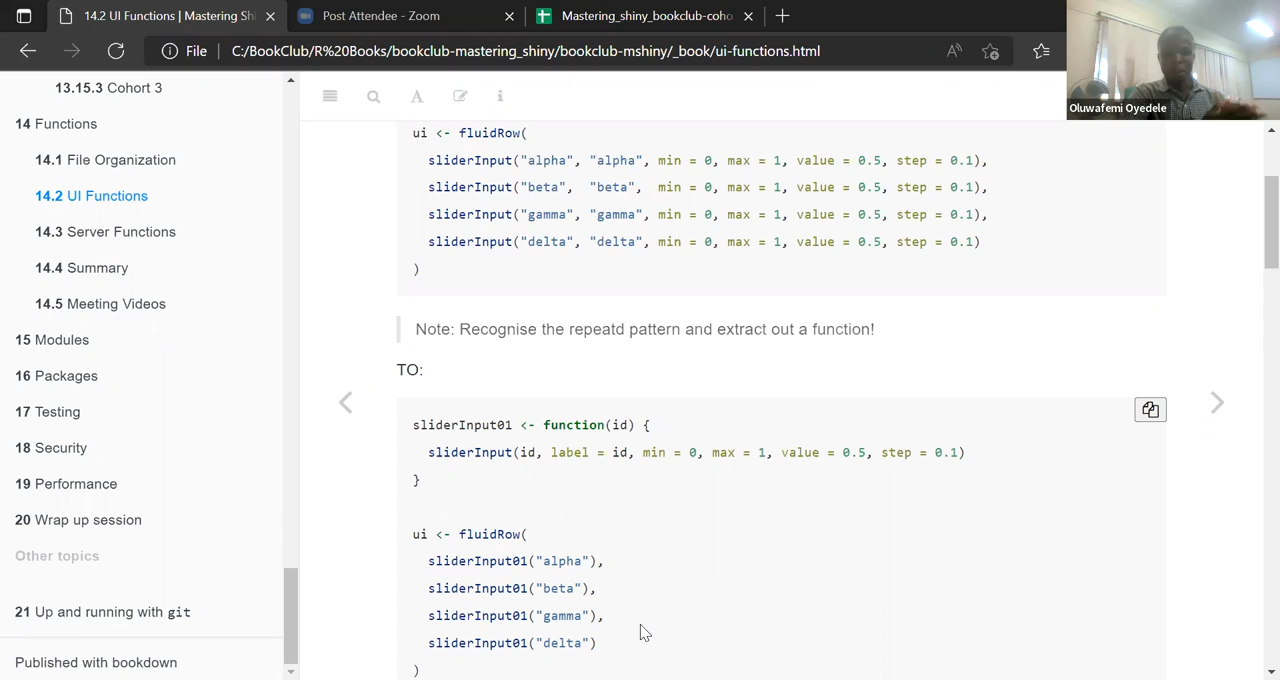 14.2 UI Functions | Mastering Shi
Post Attendee - Zoom
Mastering_shiny_bookclub-coho
File
C:/BookClub/R%20Books/bookclub-mastering_shiny/bookclub-mshiny/_book/ui-functions.html
Oluwafemi Oyedele
13.15.3 Cohort 3
14 Functions
14.1 File Organization
14.2 UI Functions
14.3 Server Functions
14.4 Summary
14.5 Meeting Videos
15 Modules
16 Packages
17 Testing
18 Security
19 Performance
20 Wrap up session
Other topics
21 Up and running with git
Published with bookdown
ui <- fluidRow(
sliderInput("alpha", "alpha", min = 0, max = 1, value = 0.5, step = 0.1),
sliderInput("beta",  "beta",  min = 0, max = 1, value = 0.5, step = 0.1),
sliderInput("gamma", "gamma", min = 0, max = 1, value = 0.5, step = 0.1),
sliderInput("delta", "delta", min = 0, max = 1, value = 0.5, step = 0.1)
)
Note: Recognise the repeatd pattern and extract out a function!
TO:
sliderInput01 <- function(id) {
sliderInput(id, label = id, min = 0, max = 1, value = 0.5, step = 0.1)
}
ui <- fluidRow(
sliderInput01("alpha"),
sliderInput01("beta"),
sliderInput01("gamma"),
sliderInput01("delta")
)